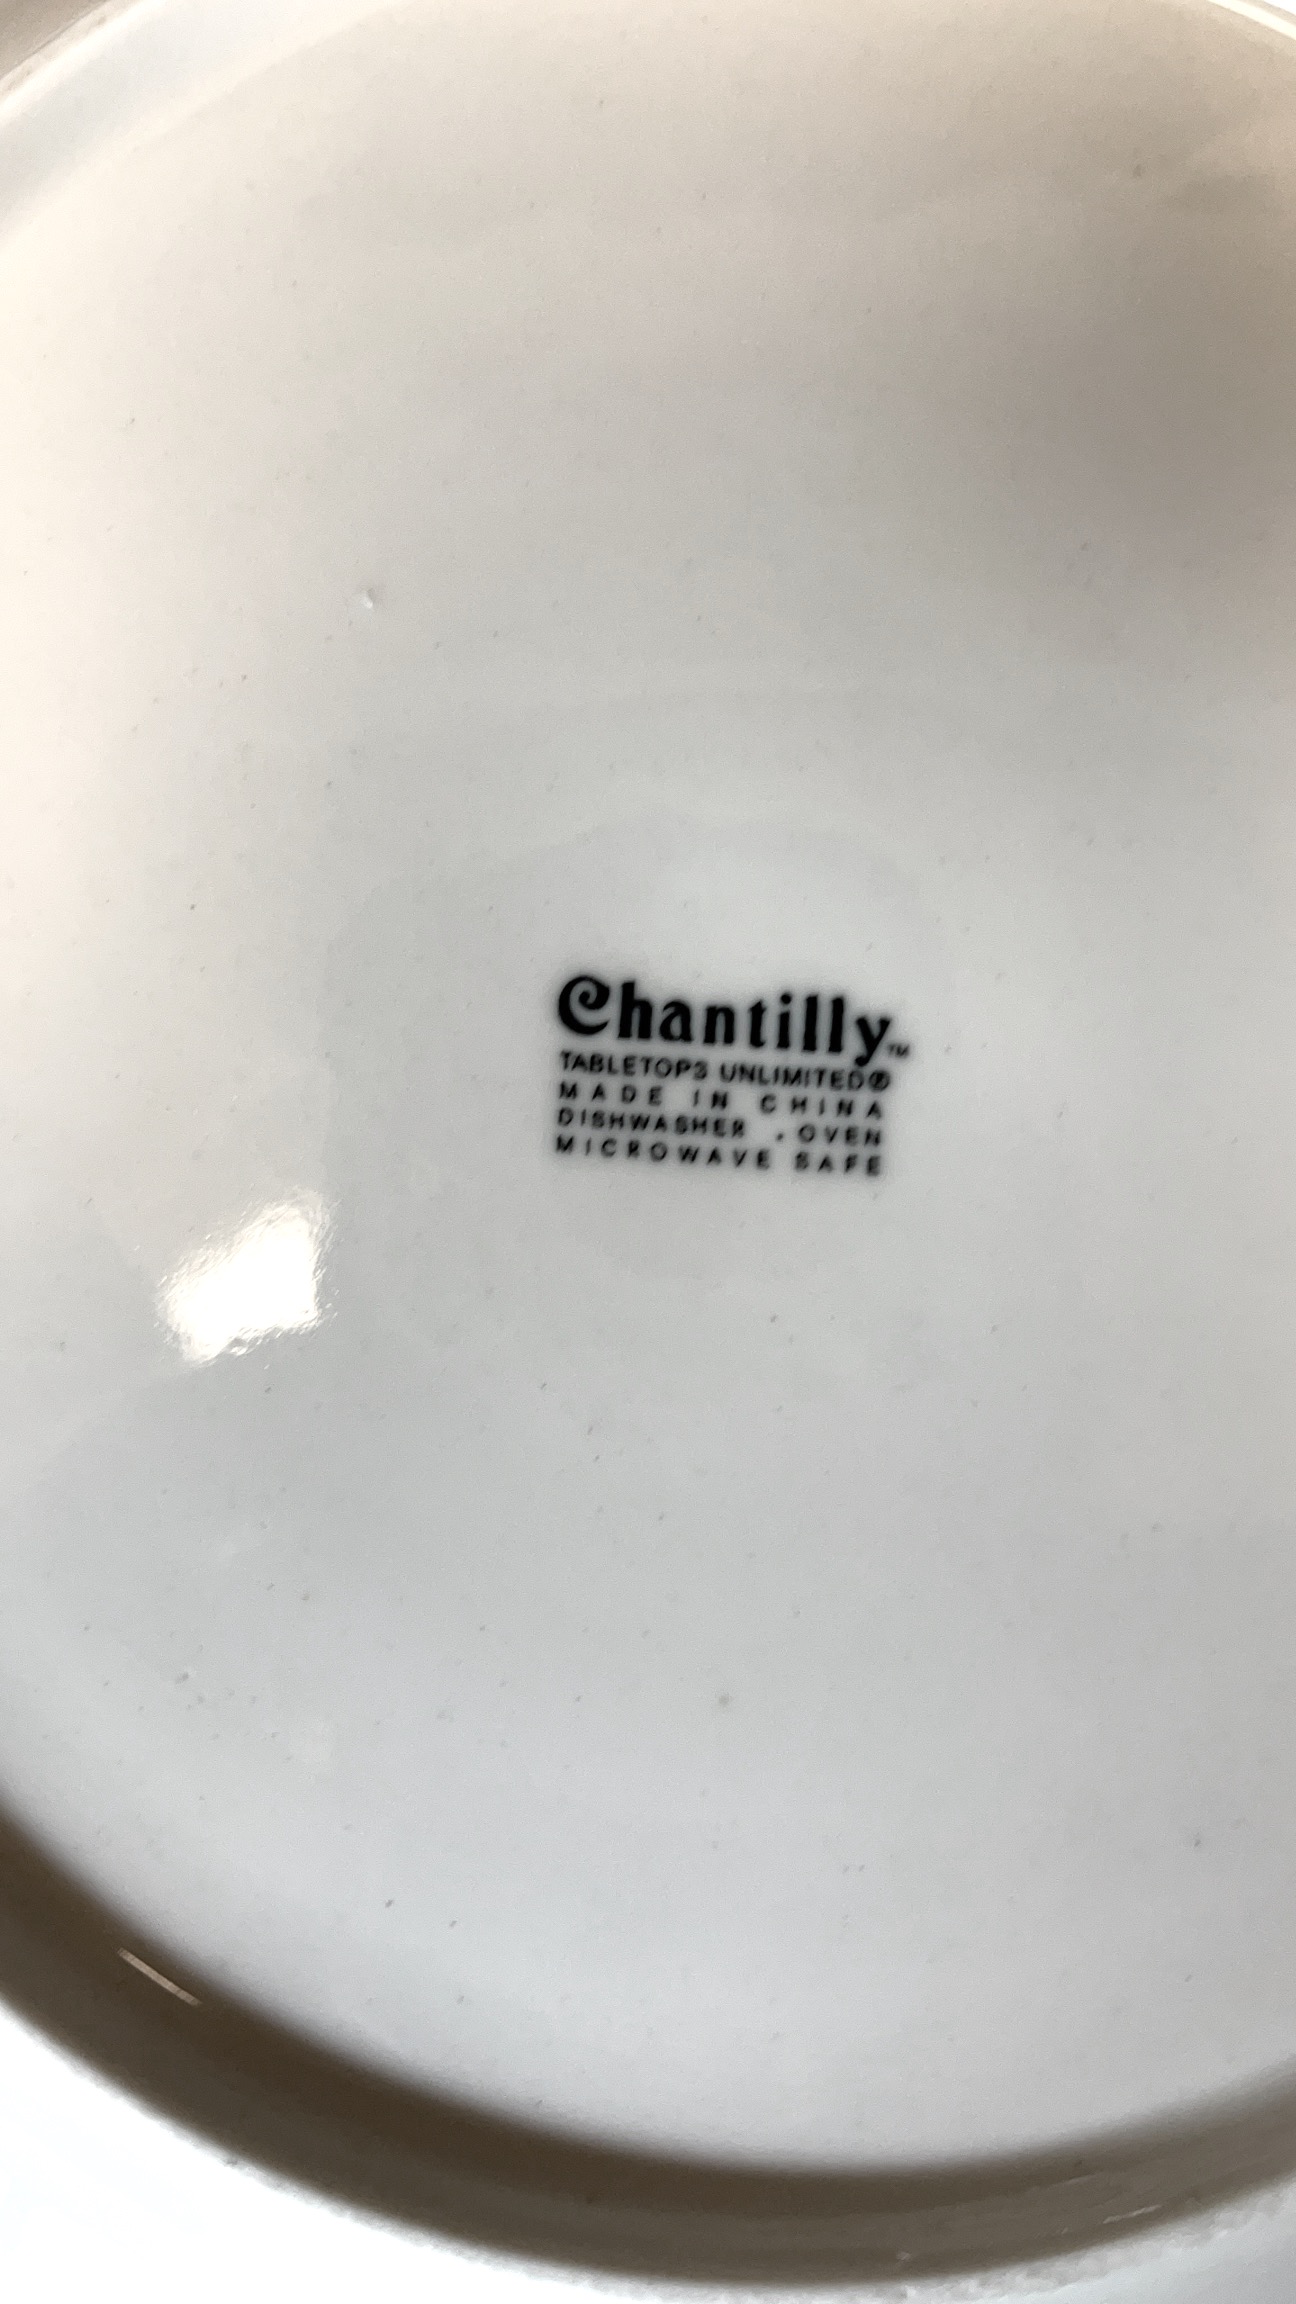 Chantilly™
TABLETOPS UNLIMITED®
MADE IN CHINA
DISHWASHER . OVEN
MICROWAVE SAFE